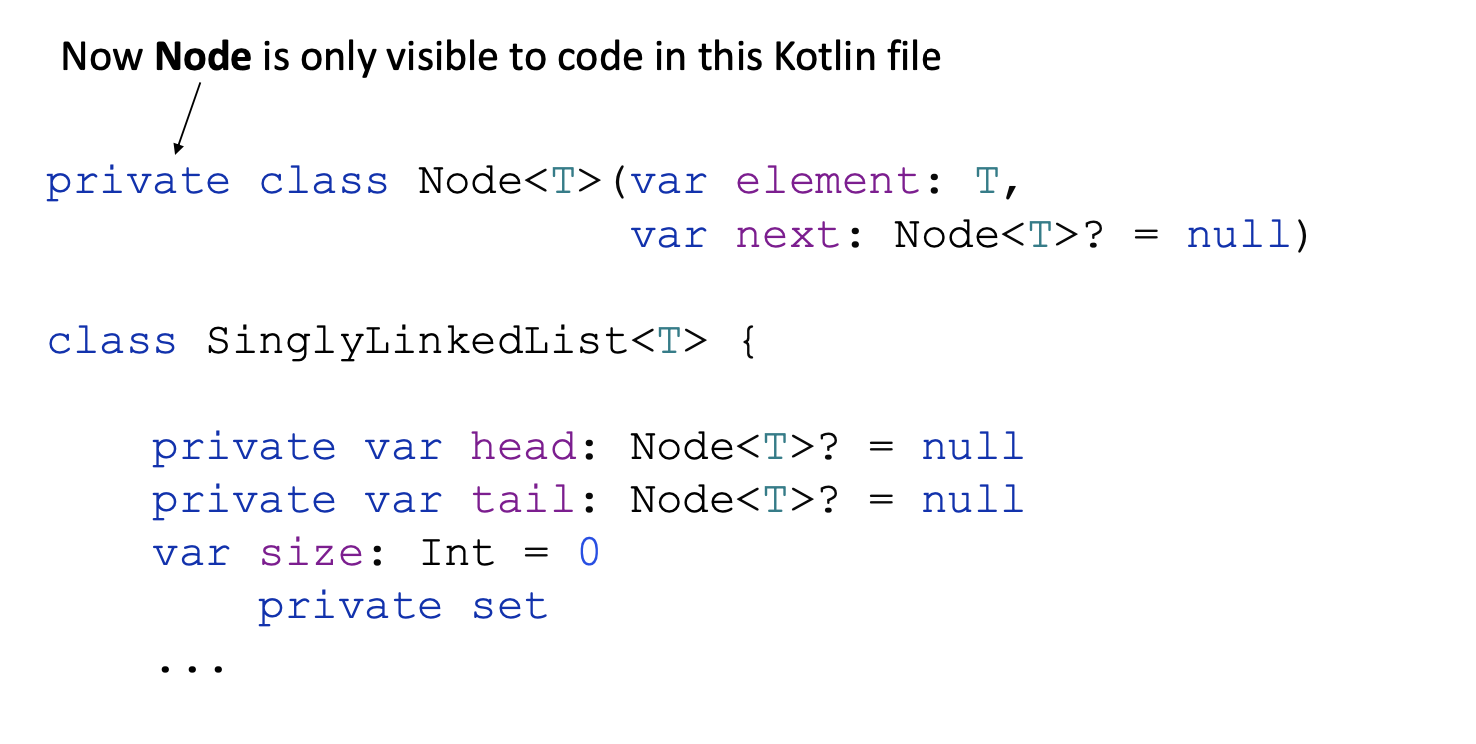 Now Node is only visible to code in this Kotlin file
private class Node<T>(var element: T,
var next: Node<T>? = null)
class SinglyLinkedList<T> {
private var head: Node<T>? = null
private var tail: Node<T>? = null
var size: Int = 0
private set
...